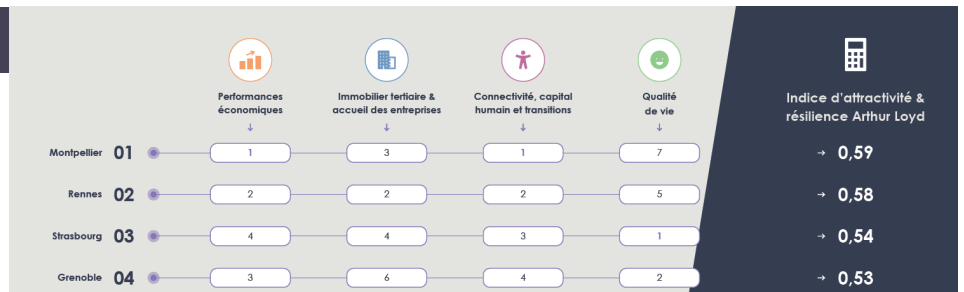 Performances
économiques
Immobilier tertiaire &
accueil des entreprises
Connectivité, capital
humain et transitions
Qualité
de vie
Indice d'attractivité &
résilience Arthur Loyd
Montpellier 01 1 3 1 7 → 0,59
Rennes 02 2 2 2 5 → 0,58
Strasbourg 03 4 4 3 1 → 0,54
Grenoble 04 3 6 4 2 → 0,53